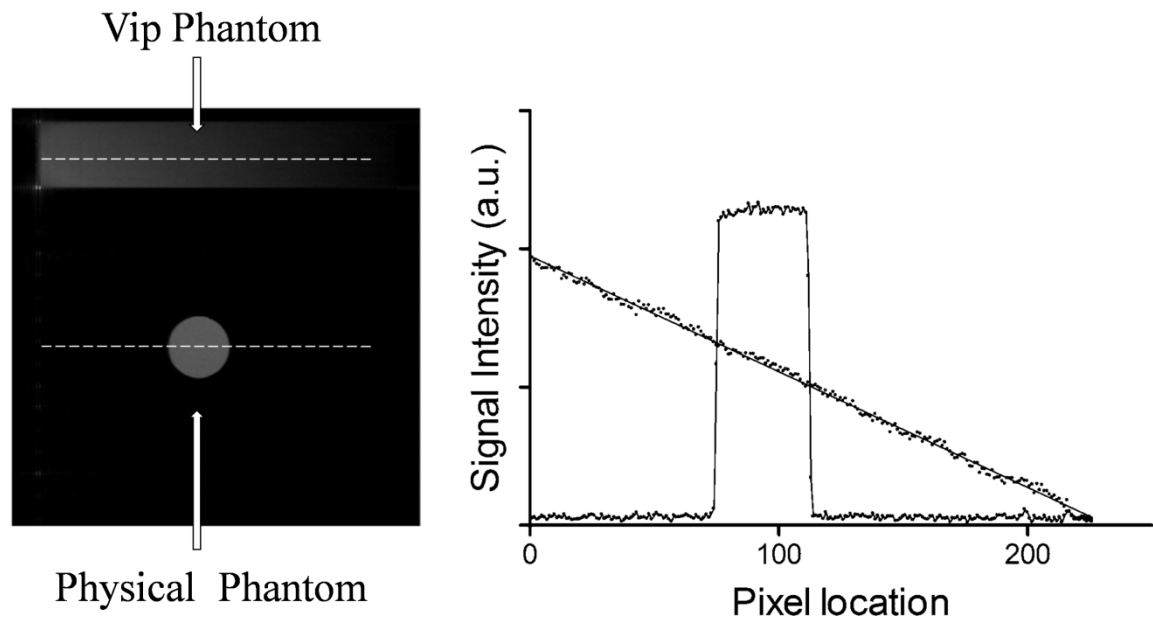 Vip Phantom
Physical Phantom
Signal Intensity (a.u.)
0
100
200
Pixel location